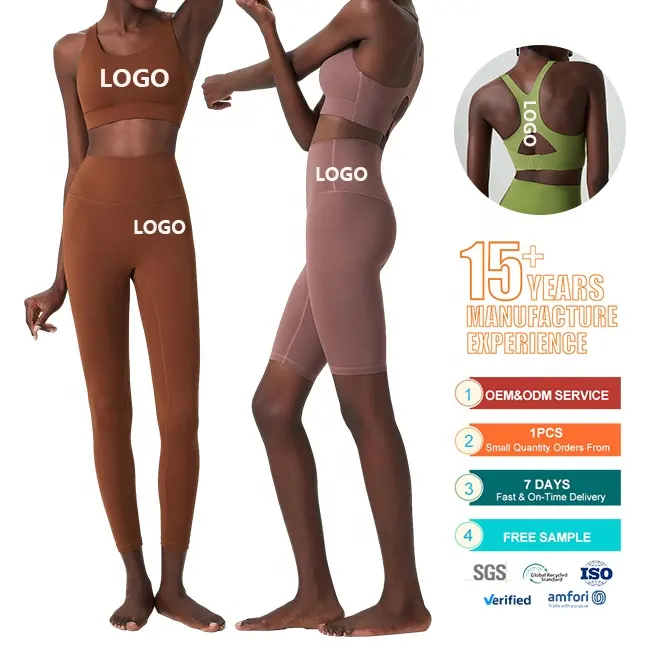 LOGO
LOGO
LOGO
LOGO
15+
YEARS
MANUFACTURE
EXPERIENCE
1 OEM&ODM SERVICE
2 1PCS
Small Quantity Orders From
3 7 DAYS
Fast & On-Time Delivery
4 FREE SAMPLE
SGS Global Recycled Standard ISO
Verified amfori
Trade with purpose